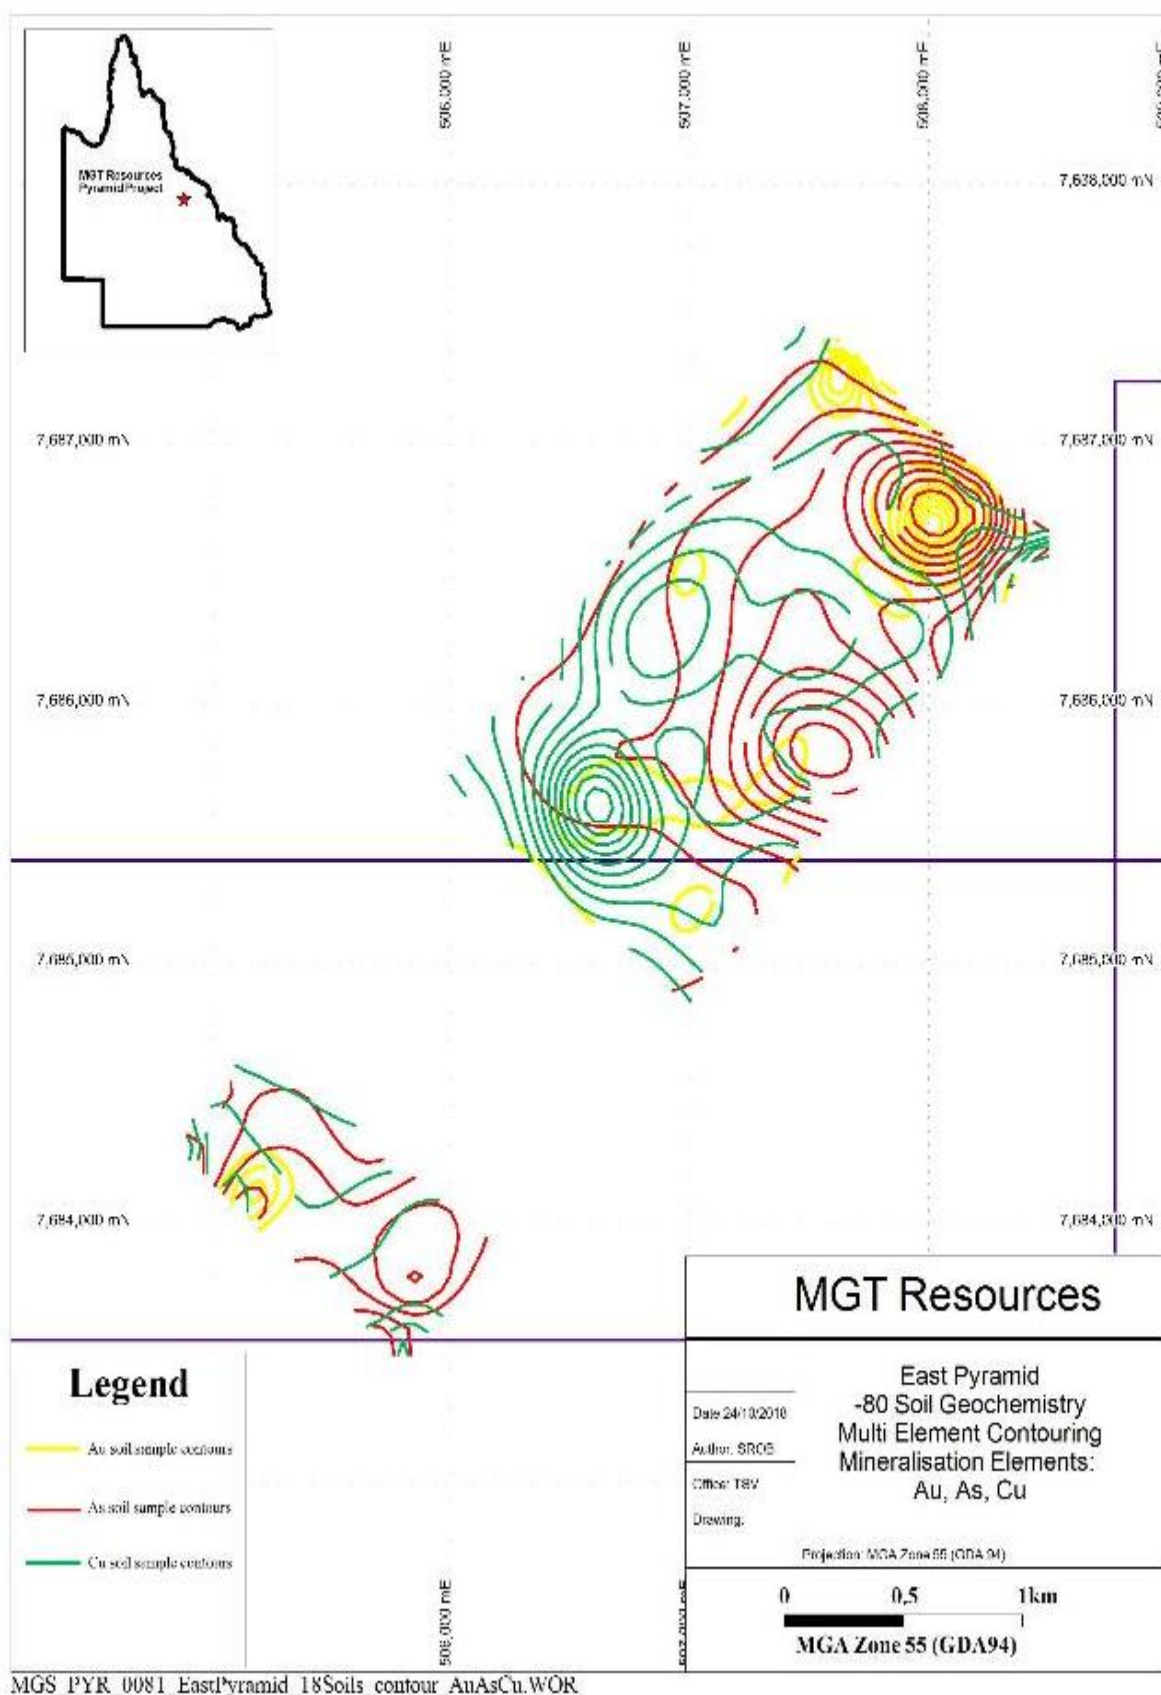 506,000 mE
507,000 mE
508,000 mE
MGT Resources
Pyramid Project
7,638,000 mN
7,687,000 mN
7,687,000 mN
7,686,000 mN
7,686,000 mN
7,685,000 mN
7,685,000 mN
7,684,000 mN
7,684,000 mN
MGT Resources
Legend
Au soil sample contours
As soil sample contours
Cu soil sample contours
East Pyramid
-80 Soil Geochemistry
Multi Element Contouring
Mineralisation Elements:
Au, As, Cu
Date 24/10/2018
Author: SROB
Office: TSV
Drawing:
Projection: MGA Zone 55 (GDA 94)
0 0.5 1km
MGA Zone 55 (GDA94)
506,000 mE
MGS_PYR_0081_EastPyramid_18Soils_contour_AuAsCu.WOR